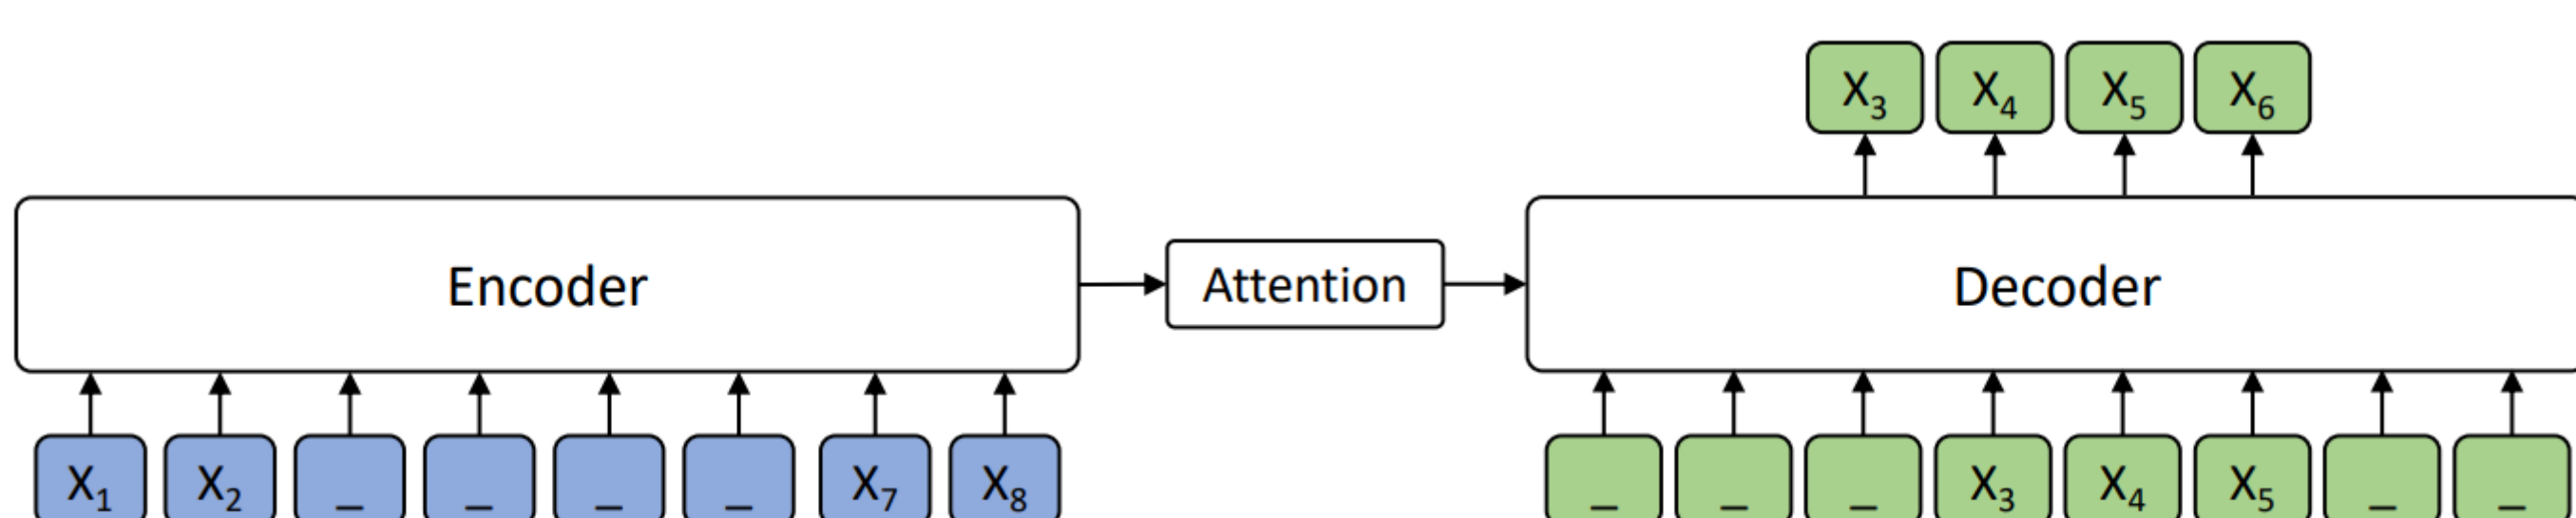 X₃ X₄ X₅ X₆
Encoder Attention Decoder
X₁ X₂ _ _ _ _ X₇ X₈ _ _ _ X₃ X₄ X₅ _ _